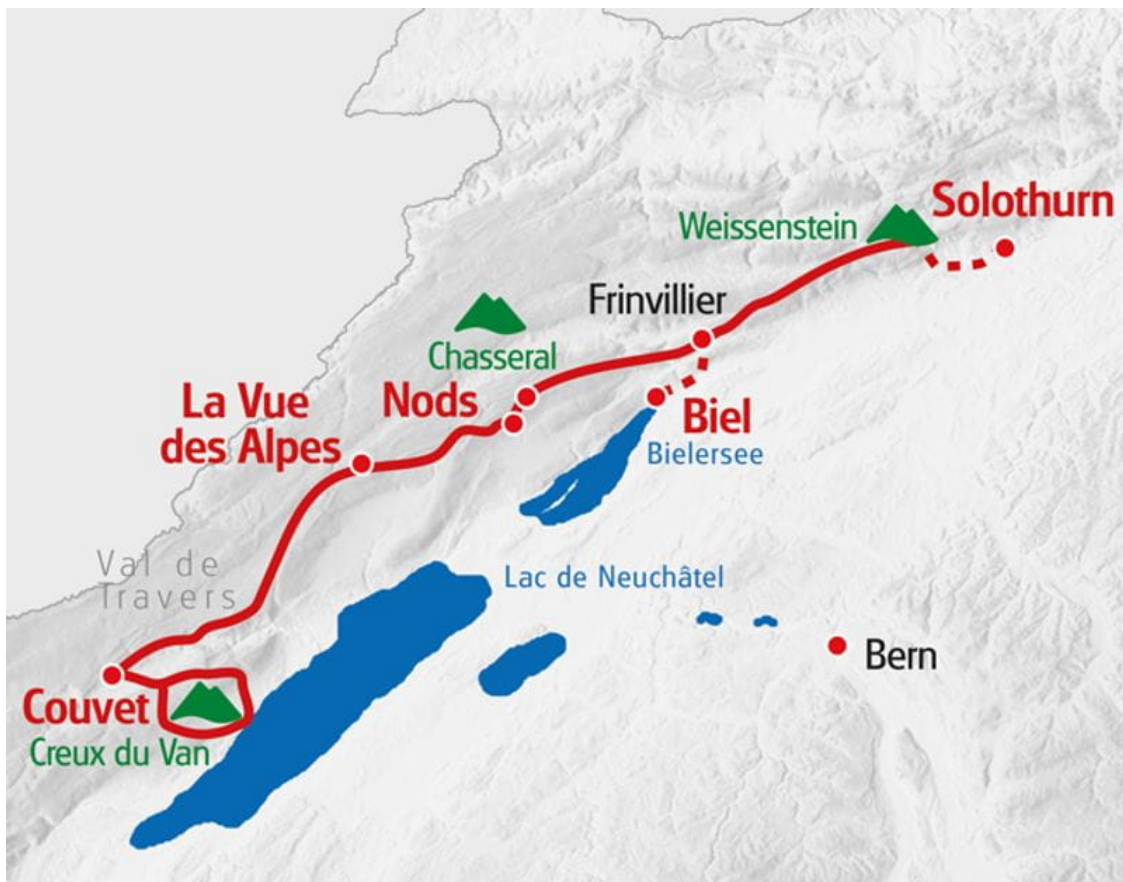 Solothurn
Weissenstein
Frinvillier
Chasseral
La Vue
des Alpes
Nods
Biel
Bielersee
Val de
Travers
Lac de Neuchâtel
Bern
Couvet
Creux du Van